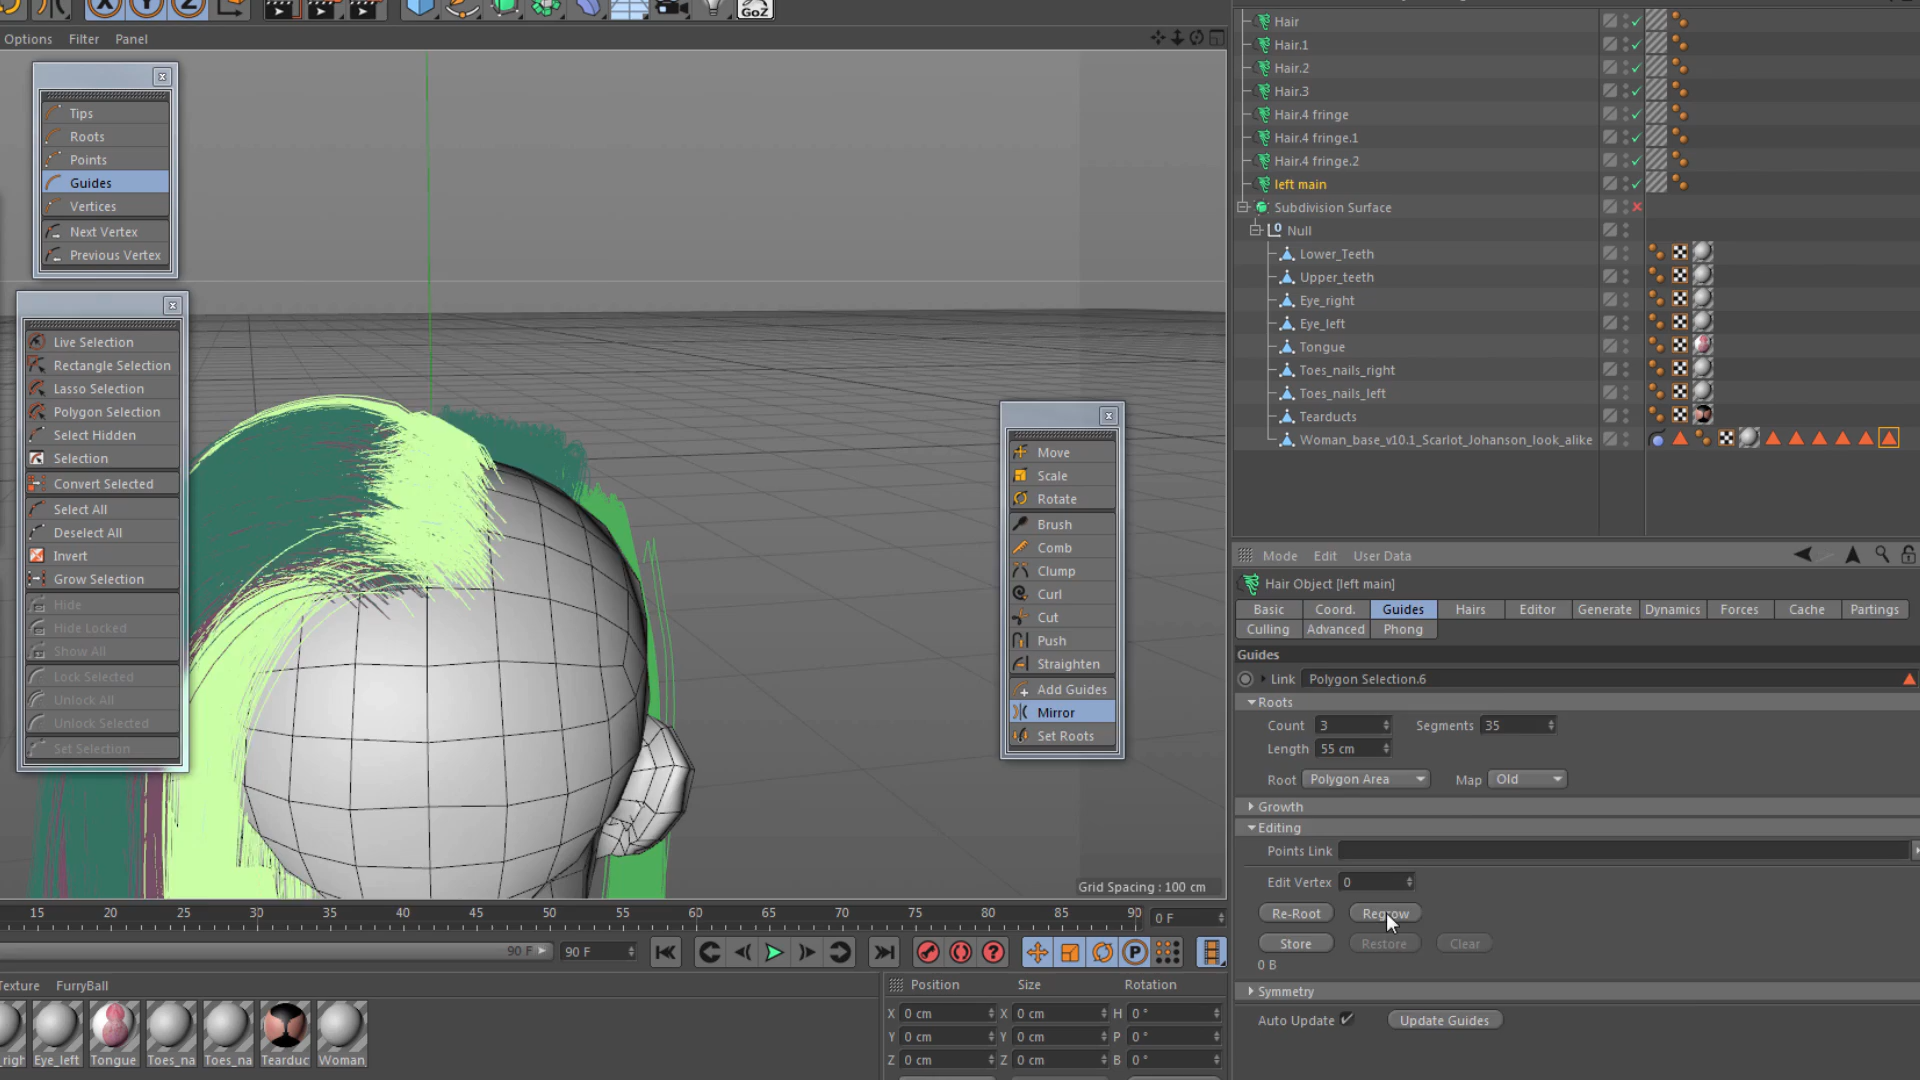 GoZ
Options Filter Panel
Tips
Roots
Points
Guides
Vertices
Next Vertex
Previous Vertex
Live Selection
Rectangle Selection
Lasso Selection
Polygon Selection
Select Hidden
Selection
Convert Selected
Select All
Deselect All
Invert
Grow Selection
Hide
Hide Locked
Show All
Lock Selected
Unlock All
Unlock Selected
Set Selection ...
Move
Scale
Rotate
Brush
Comb
Clump
Curl
Cut
Push
Straighten
Add Guides
Mirror
Set Roots
Grid Spacing : 100 cm
Hair
Hair.1
Hair.2
Hair.3
Hair.4 fringe
Hair.4 fringe.1
Hair.4 fringe.2
left main
Subdivision Surface
Null
Lower_Teeth
Upper_teeth
Eye_right
Eye_left
Tongue
Toes_nails_right
Toes_nails_left
Tearducts
Woman_base_v10.1_Scarlot_Johanson_look_alike
Mode Edit User Data
Hair Object [left main]
Basic Coord. Guides Hairs Editor Generate Dynamics Forces Cache Partings
Culling Advanced Phong
Guides
Link Polygon Selection.6
Roots
Count 3 Segments 35
Length 55 cm
Root Polygon Area Map Old
Growth
Editing
Points Link
Edit Vertex 0
Re-Root Regrow
Store Restore Clear
0 B
Symmetry
Auto Update Update Guides
15 20 25 30 35 40 45 50 55 60 65 70 75 80 85 90 0 F
90 F 90 F
P
exture FurryBall
righ Eye_left Tongue Toes_na Toes_na Tearduc Woman
Position Size Rotation
X 0 cm X 0 cm H 0 °
Y 0 cm Y 0 cm P 0 °
Z 0 cm Z 0 cm B 0 °